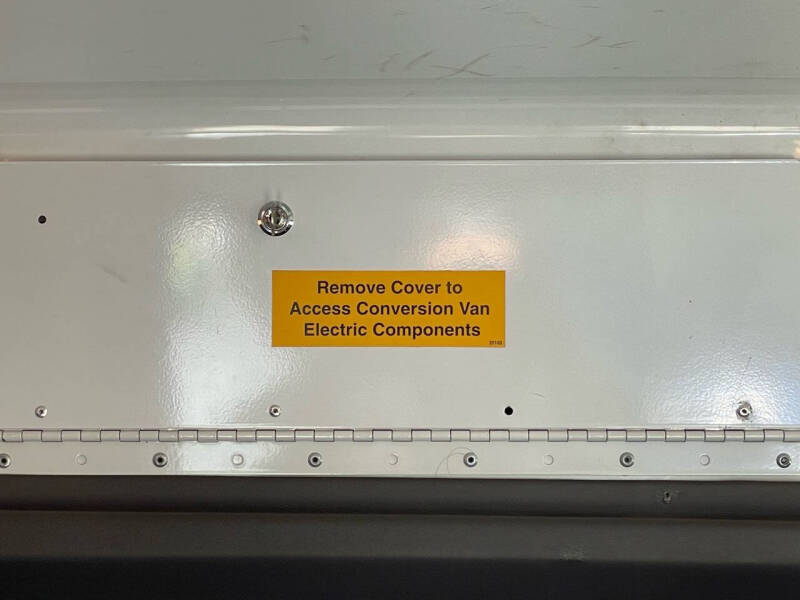 Remove Cover to
Access Conversion Van
Electric Components